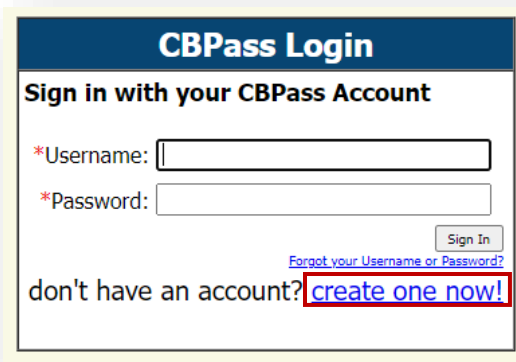 CBPass Login
Sign in with your CBPass Account
*Username:
*Password:
Sign In
Forgot your Username or Password?
don't have an account? create one now!